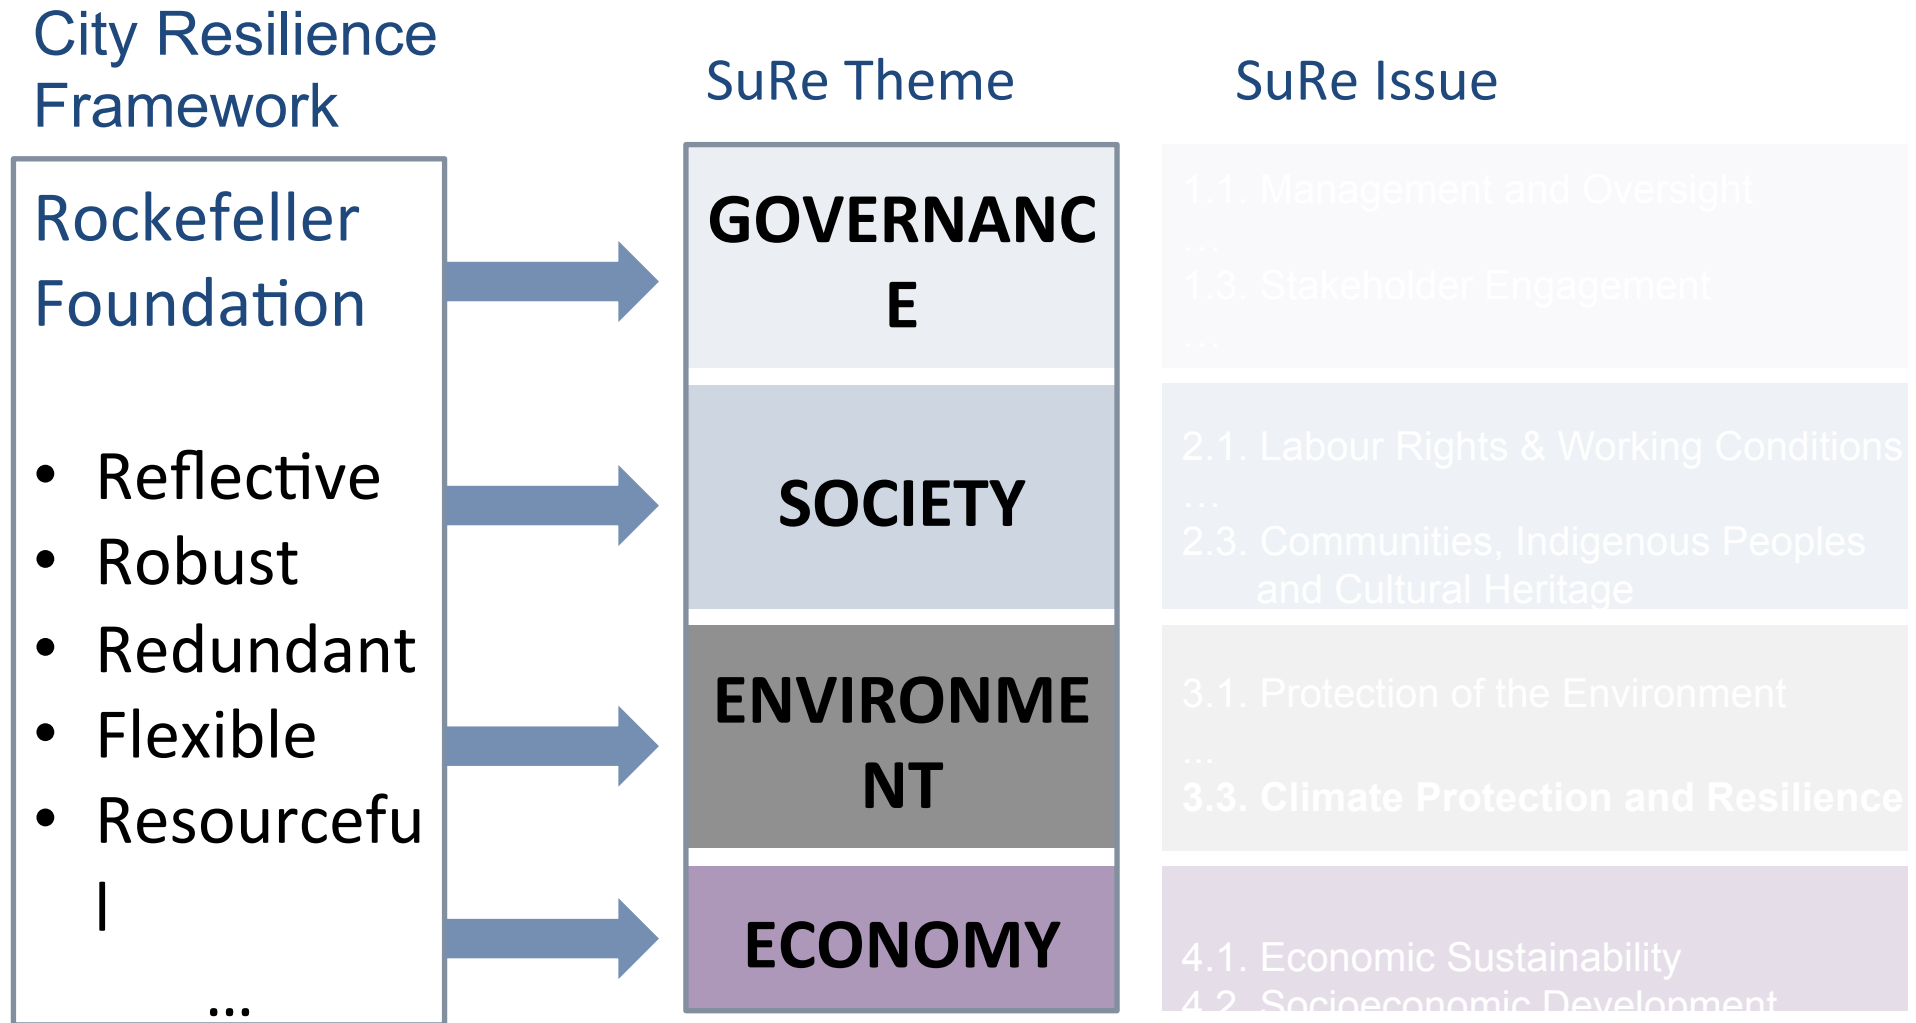 City Resilience
Framework
Rockefeller
Foundation
• Reflective
• Robust
• Redundant
• Flexible
• Resourcefu
l
...
SuRe Theme
GOVERNANC
E
SOCIETY
ENVIRONME
NT
ECONOMY
SuRe Issue
1.1. Management and Oversight
...
1.3. Stakeholder Engagement
...
2.1. Labour Rights & Working Conditions
...
2.3. Communities, Indigenous Peoples
and Cultural Heritage
3.1. Protection of the Environment
...
3.3. Climate Protection and Resilience
4.1. Economic Sustainability
4.2. Socioeconomic Development